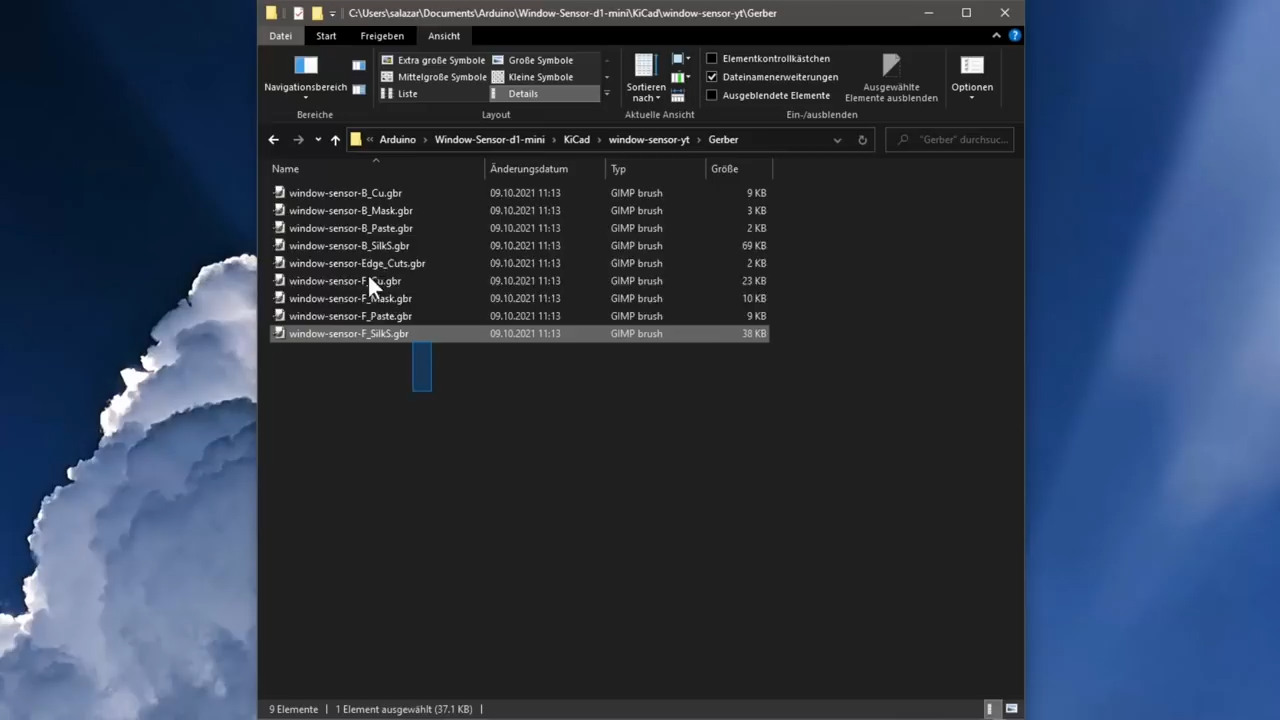 C:\Users\salazar\Documents\Arduino\Window-Sensor-d1-mini\KiCad\window-sensor-yt\Gerber
Datei Start Freigeben Ansicht
Navigationsbereich
Bereiche
Extra große Symbole Große Symbole
Mittelgroße Symbole Kleine Symbole
Liste Details
Layout
Sortieren
nach
Aktuelle Ansicht
Elementkontrollkästchen
Dateinamenerweiterungen
Ausgeblendete Elemente
Ausgewählte
Elemente ausblenden
Ein-/ausblenden
Optionen
« Arduino > Window-Sensor-d1-mini > KiCad > window-sensor-yt > Gerber
"Gerber" durchsuc...
Name Änderungsdatum Typ Größe
window-sensor-B_Cu.gbr 09.10.2021 11:13 GIMP brush 9 KB
window-sensor-B_Mask.gbr 09.10.2021 11:13 GIMP brush 3 KB
window-sensor-B_Paste.gbr 09.10.2021 11:13 GIMP brush 2 KB
window-sensor-B_SilkS.gbr 09.10.2021 11:13 GIMP brush 69 KB
window-sensor-Edge_Cuts.gbr 09.10.2021 11:13 GIMP brush 2 KB
window-sensor-F_Cu.gbr 09.10.2021 11:13 GIMP brush 23 KB
window-sensor-F_Mask.gbr 09.10.2021 11:13 GIMP brush 10 KB
window-sensor-F_Paste.gbr 09.10.2021 11:13 GIMP brush 9 KB
window-sensor-F_SilkS.gbr 09.10.2021 11:13 GIMP brush 38 KB
9 Elemente 1 Element ausgewählt (37.1 KB)